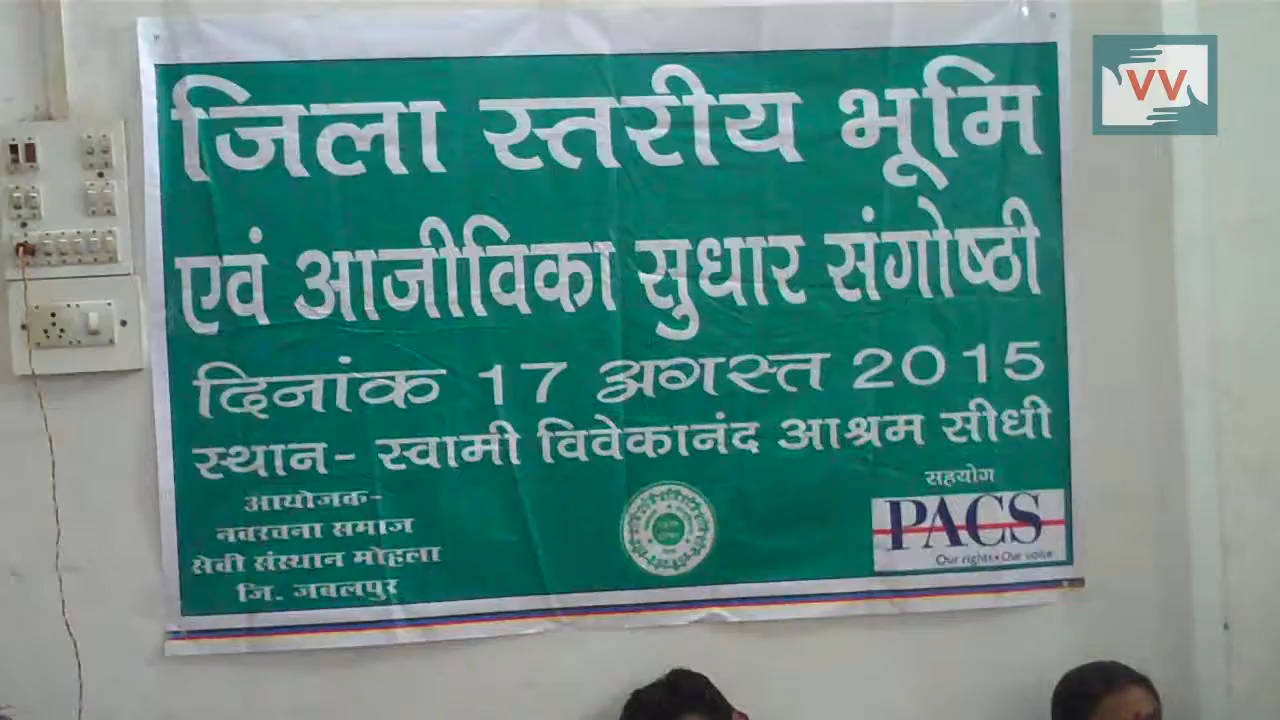 VV
जिला स्तरीय भूमि
एवं आजीविका सुधार संगोष्ठी
दिनांक 17 अगस्त 2015
स्थान- स्वामी विवेकानंद आश्रम सीधी
आयोजक-
नवरचना समाज
सेवी संस्थान मोहला
जि. जबलपुर
सहयोग
PACS
Our rights • Our voice